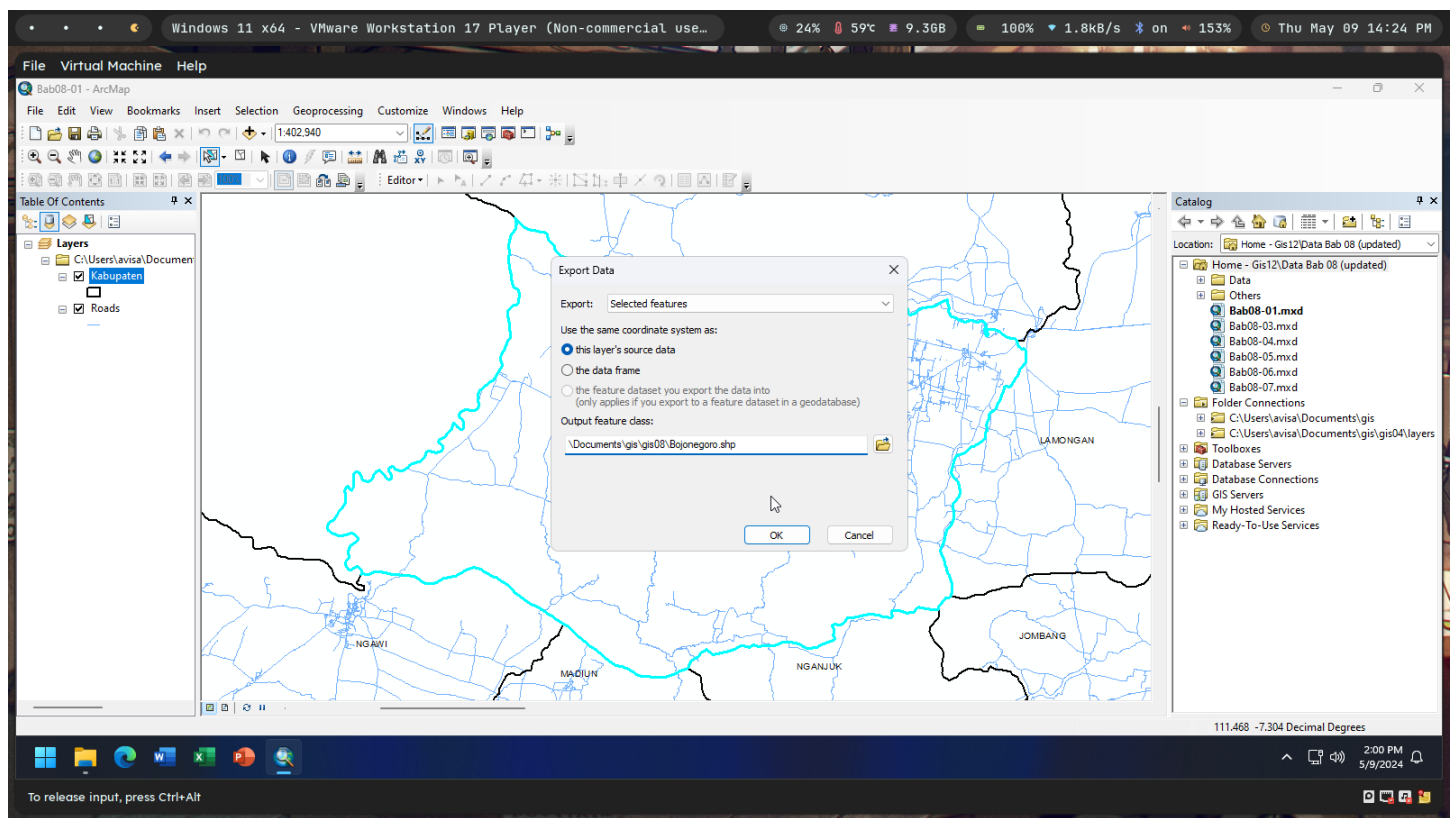 Windows 11 x64 - VMware Workstation 17 Player (Non-commercial use…
24% 59℃ 9.3GB 100% 1.8kB/s on 153% Thu May 09 14:24 PM
File Virtual Machine Help
Bab08-01 - ArcMap
File Edit View Bookmarks Insert Selection Geoprocessing Customize Windows Help
1:402,940
Editor
Table Of Contents
Layers
C:\Users\avisa\Documen
Kabupaten
Roads
Export Data
Export: Selected features
Use the same coordinate system as:
this layer's source data
the data frame
the feature dataset you export the data into
(only applies if you export to a feature dataset in a geodatabase)
Output feature class:
\Documents\gis\gis08\Bojonegoro.shp
OK Cancel
LAMONGAN
JOMBANG
NGAWI
NGANJUK
MADIUN
Catalog
Location: Home - Gis12\Data Bab 08 (updated)
Home - Gis12\Data Bab 08 (updated)
Data
Others
Bab08-01.mxd
Bab08-03.mxd
Bab08-04.mxd
Bab08-05.mxd
Bab08-06.mxd
Bab08-07.mxd
Folder Connections
C:\Users\avisa\Documents\gis
C:\Users\avisa\Documents\gis\gis04\layers
Toolboxes
Database Servers
Database Connections
GIS Servers
My Hosted Services
Ready-To-Use Services
111.468 -7.304 Decimal Degrees
2:00 PM
5/9/2024
To release input, press Ctrl+Alt